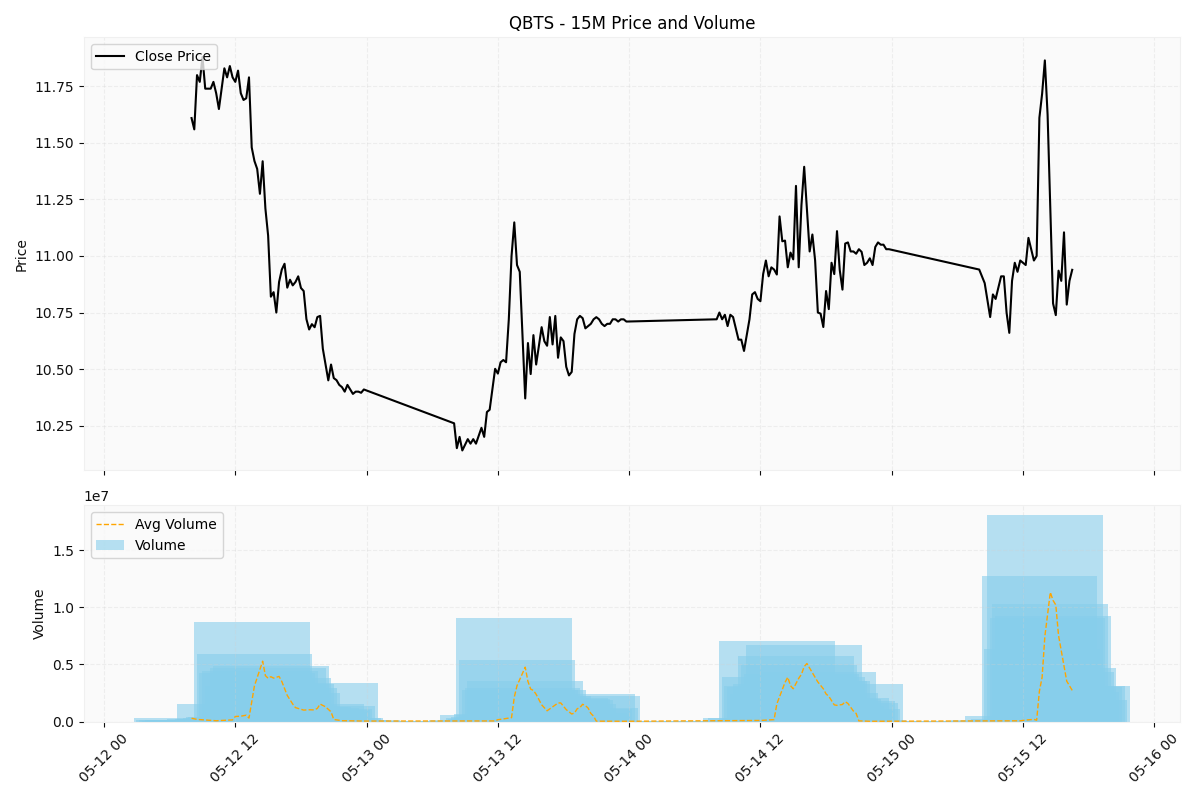 QBTS - 15M Price and Volume
Close Price
11.75
11.50
11.25
11.00
10.75
10.50
10.25
Price
1e7
Avg Volume
Volume
1.5
1.0
0.5
0.0
Volume
05-12 00
05-12 12
05-13 00
05-13 12
05-14 00
05-14 12
05-15 00
05-15 12
05-16 00